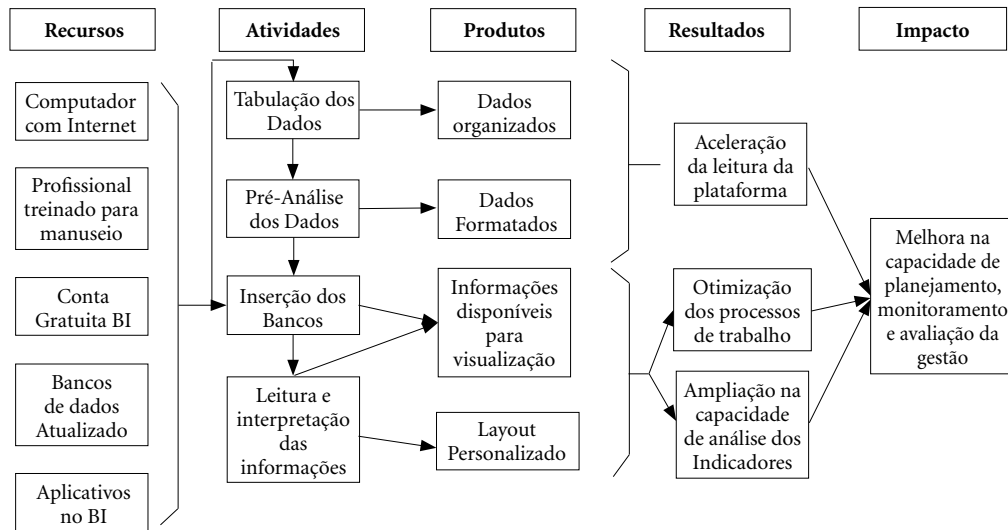 Recursos
Atividades
Produtos
Resultados
Impacto
Computador
com Internet
Profissional
treinado para
manuseio
Conta
Gratuita BI
Bancos
de dados
Atualizado
Aplicativos
no BI
Tabulação dos
Dados
Pré-Análise
dos Dados
Inserção dos
Bancos
Leitura e
interpretação
das
informações
Dados
organizados
Dados
Formatados
Informações
disponíveis
para
visualização
Layout
Personalizado
Aceleração
da leitura da
plataforma
Otimização
dos processos
de trabalho
Ampliação na
capacidade
de análise dos
Indicadores
Melhora na
capacidade de
planejamento,
monitoramento
e avaliação da
gestão